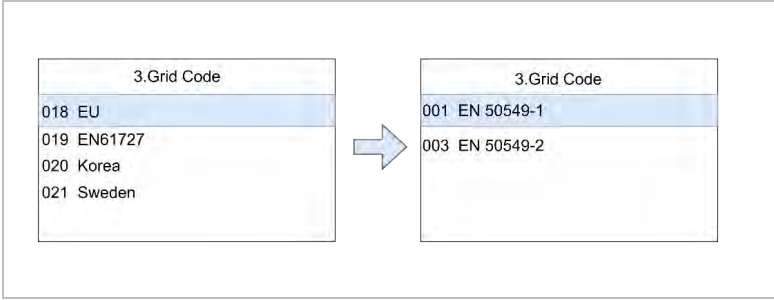 3.Grid Code
018 EU
019 EN61727
020 Korea
021 Sweden
3.Grid Code
001 EN 50549-1
003 EN 50549-2